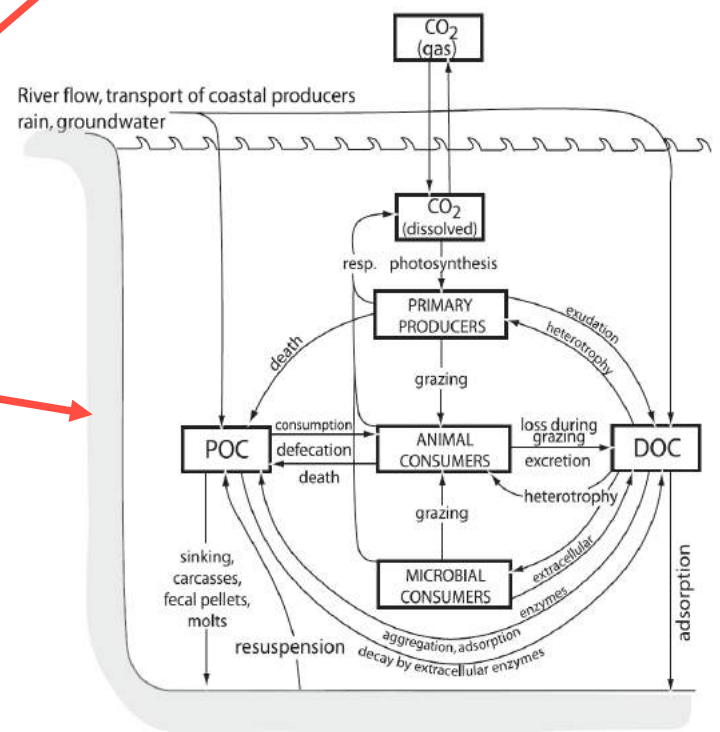 CO2
(gas)
River flow, transport of coastal producers
rain, groundwater
CO2
(dissolved)
resp. photosynthesis
PRIMARY
PRODUCERS
exudation
heterotrophy
death
grazing
POC
consumption
defecation
death
ANIMAL
CONSUMERS
loss during
grazing
excretion
DOC
heterotrophy
grazing
extracellular
enzymes
MICROBIAL
CONSUMERS
sinking,
carcasses,
fecal pellets,
molts
resuspension
aggregation, adsorption
decay by extracellular enzymes
adsorption